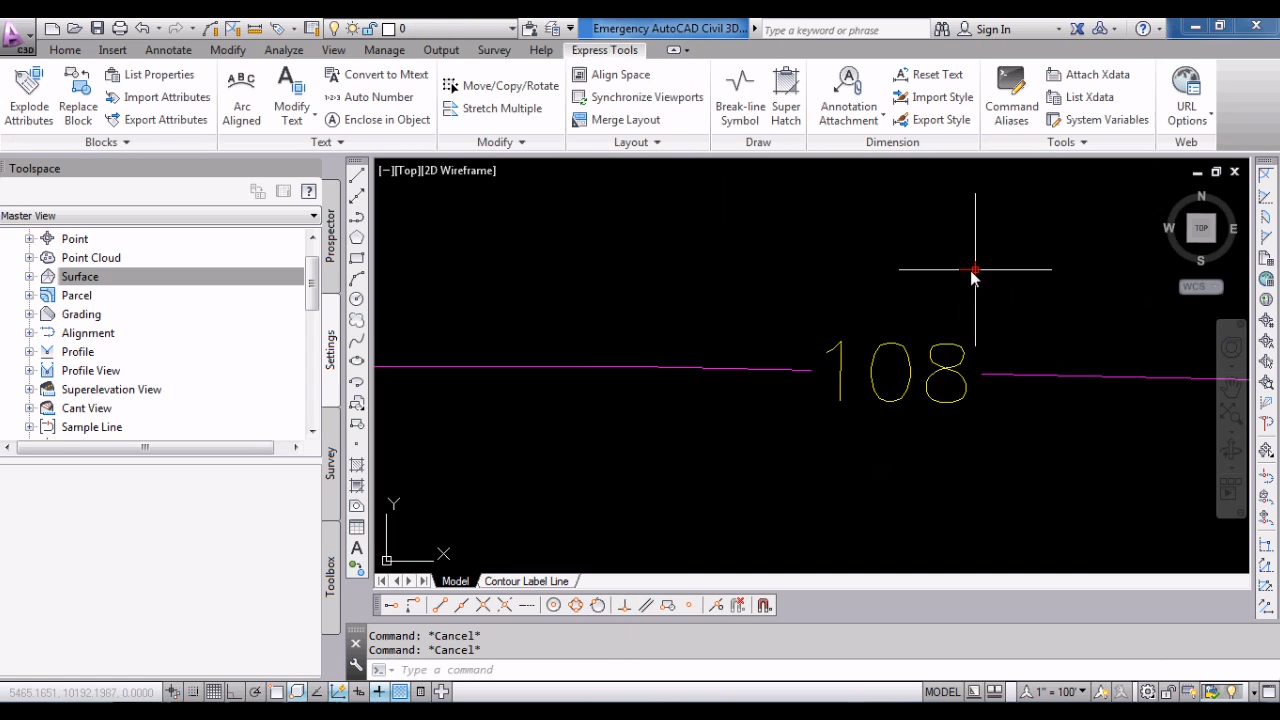 C3D
0
Emergency AutoCAD Civil 3D...
Type a keyword or phrase
Sign In
Home
Insert
Annotate
Modify
Analyze
View
Manage
Output
Survey
Help
Express Tools
Explode Attributes
Replace Block
List Properties
Import Attributes
Export Attributes
Blocks
ABC
Arc Aligned
Modify Text
Convert to Mtext
1-2-3 Auto Number
Enclose in Object
Text
Move/Copy/Rotate
Stretch Multiple
Modify
Align Space
Synchronize Viewports
Merge Layout
Layout
Break-line Symbol
Super Hatch
Draw
Annotation Attachment
Reset Text
Import Style
Export Style
Dimension
Command Aliases
Attach Xdata
List Xdata
System Variables
Tools
URL Options
Web
Toolspace
Master View
Point
Point Cloud
Surface
Parcel
Grading
Alignment
Profile
Profile View
Superelevation View
Cant View
Sample Line
Prospector
Settings
Survey
Toolbox
[−][Top][2D Wireframe]
N
W
TOP
E
S
WCS
108
Y
X
Model
Contour Label Line
Command: *Cancel*
Command: *Cancel*
Type a command
5466.1651, 10192.1987, 0.0000
MODEL
1" = 100'